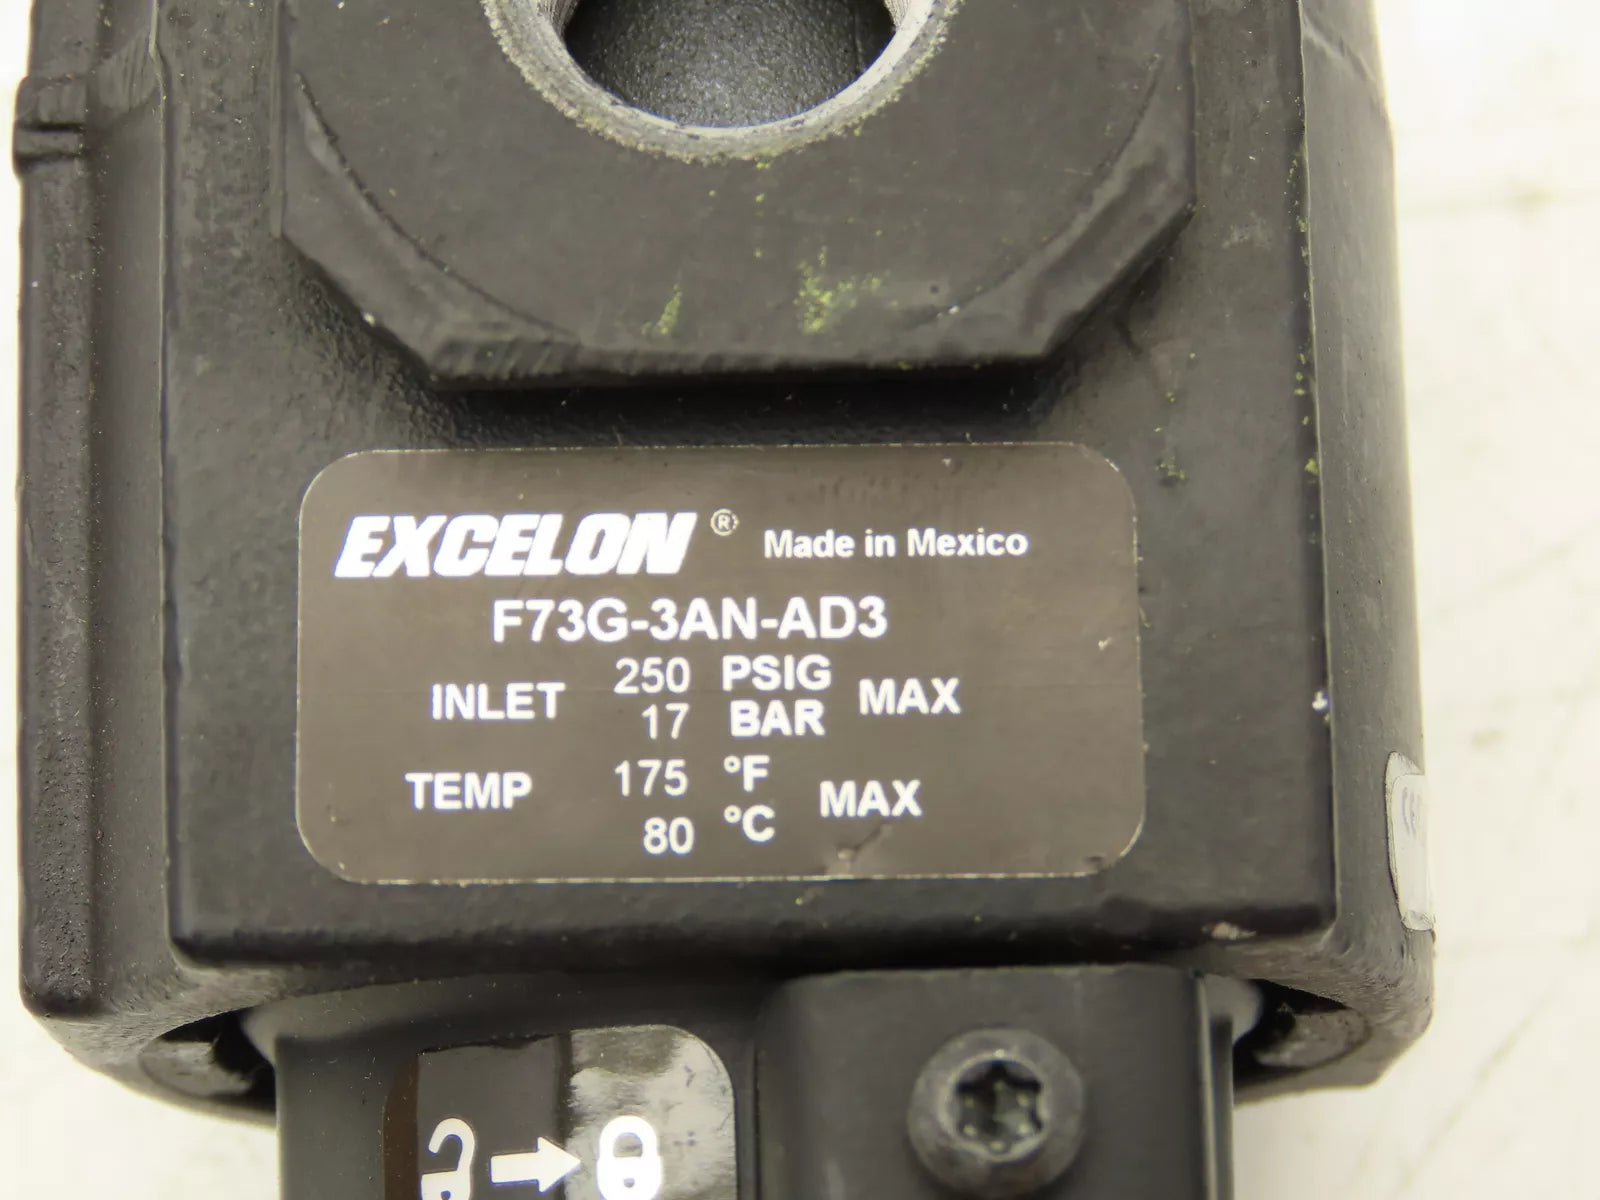 EXCELON ® Made in Mexico
F73G-3AN-AD3
INLET 250 PSIG MAX
17 BAR
TEMP 175 °F MAX
80 °C